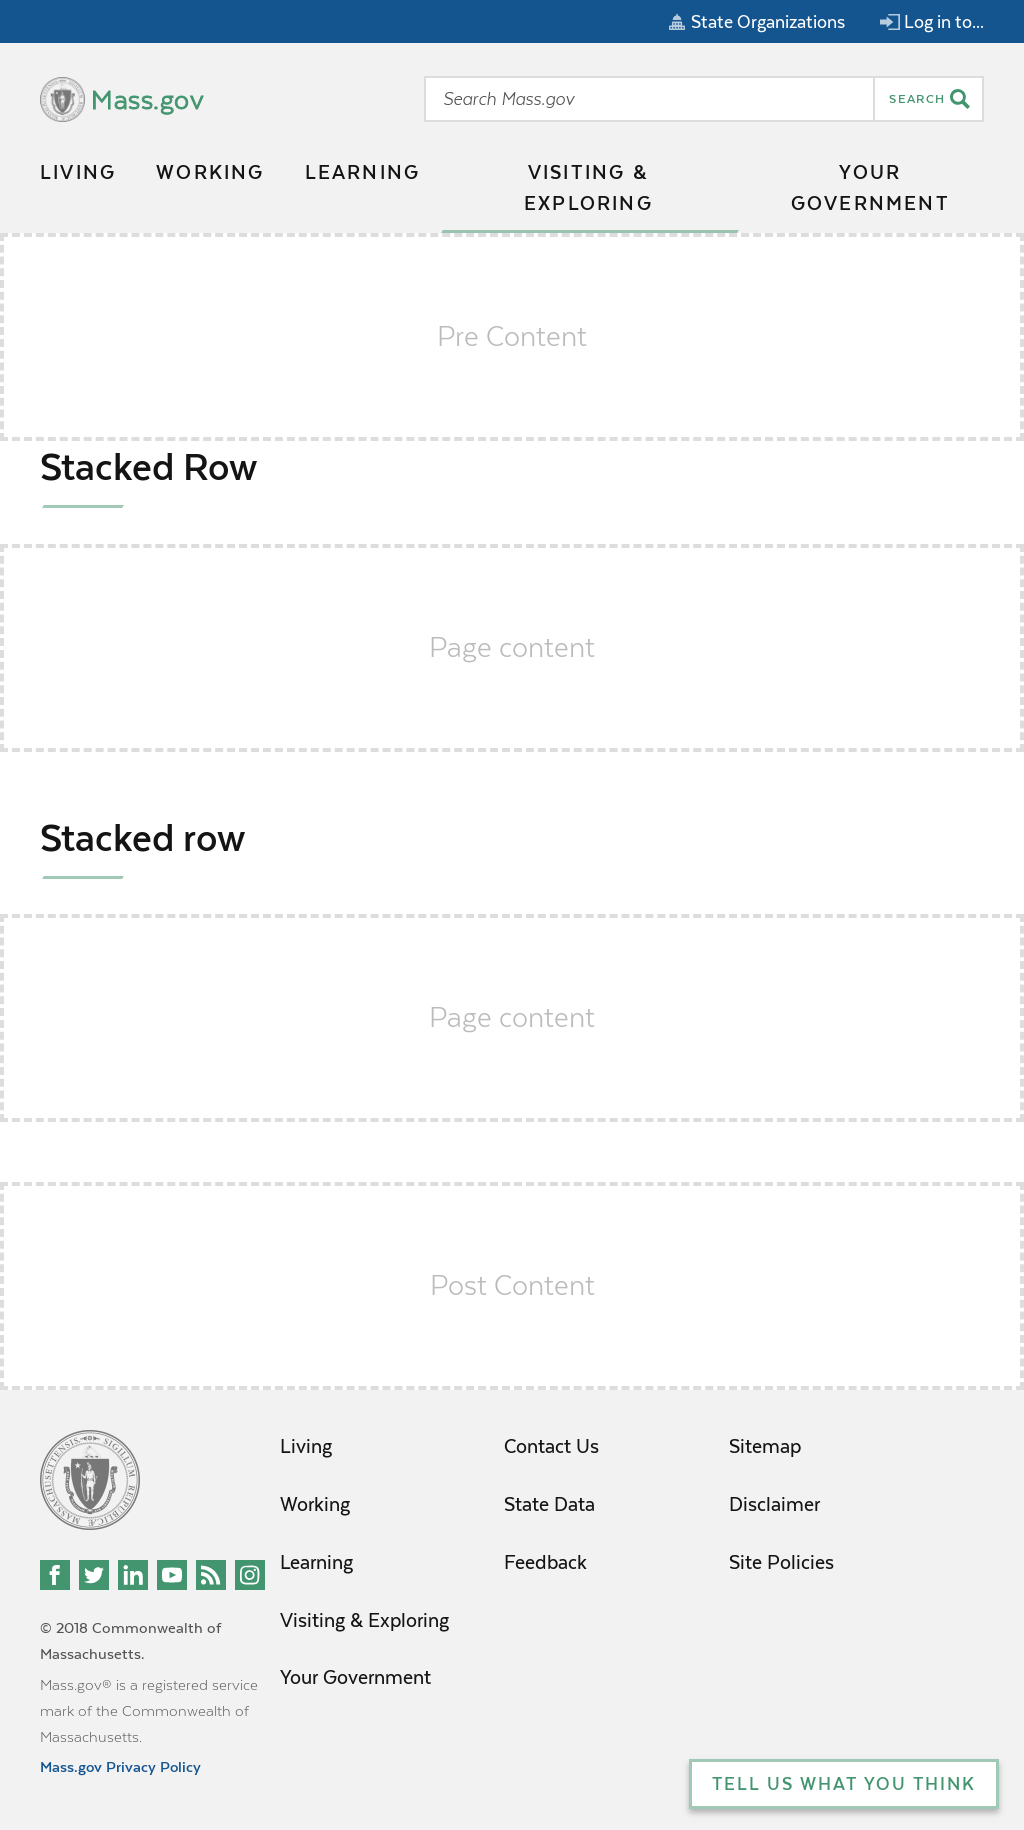 State Organizations
Log in to...
Mass.gov
Search Mass.gov
SEARCH
LIVING
WORKING
LEARNING
VISITING &
EXPLORING
YOUR
GOVERNMENT
Pre Content
Stacked Row
Page content
Stacked row
Page content
Post Content
Living
Working
Learning
Visiting & Exploring
Your Government
Contact Us
State Data
Feedback
Sitemap
Disclaimer
Site Policies
© 2018 Commonwealth of
Massachusetts.
Mass.gov® is a registered service
mark of the Commonwealth of
Massachusetts.
Mass.gov Privacy Policy
TELL US WHAT YOU THINK